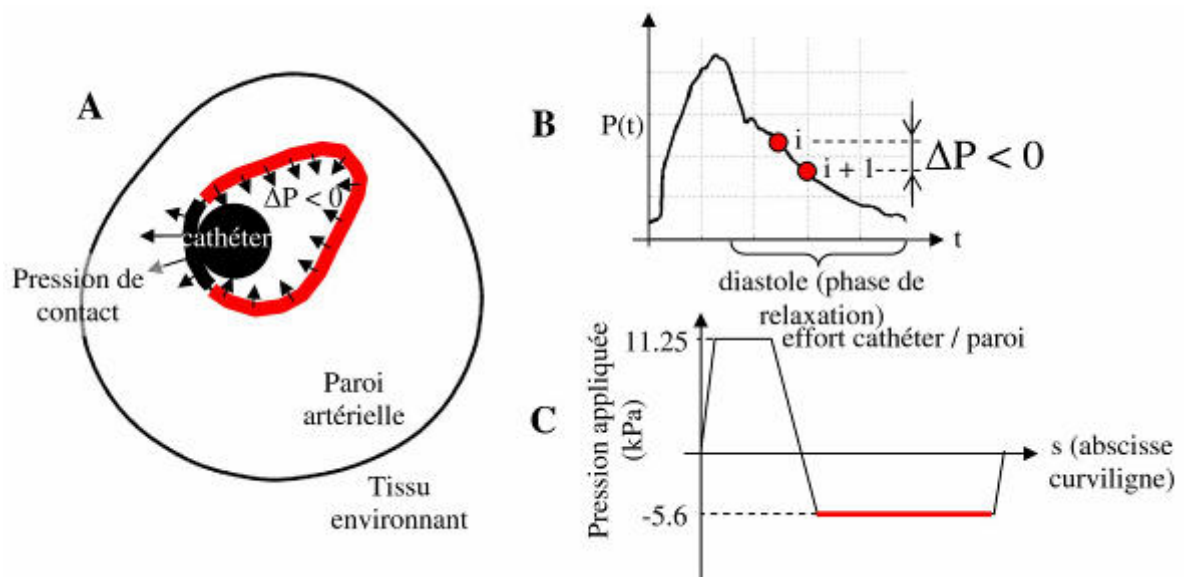 A
ΔP < 0
cathéter
Pression de
contact
Paroi
artérielle
Tissu
environnant
B
P(t)
i
i + 1
ΔP < 0
t
diastole (phase de
relaxation)
C
Pression appliquée
(kPa)
11.25
effort cathéter / paroi
-5.6
s (abscisse
curviligne)